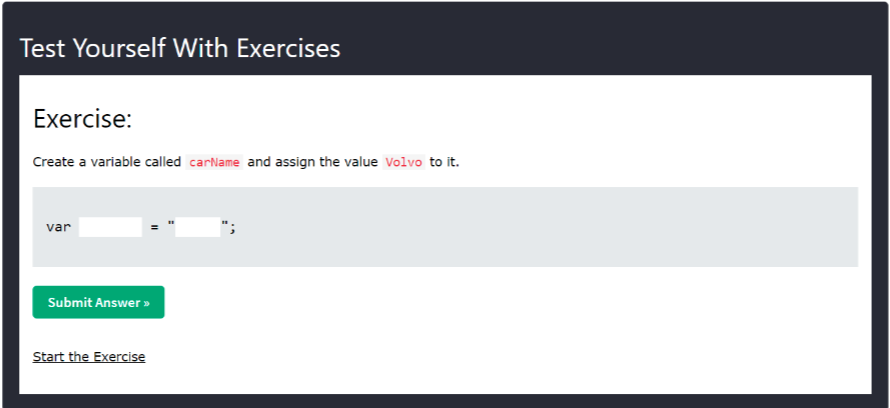 Test Yourself With Exercises
Exercise:
Create a variable called carName and assign the value Volvo to it.
var = "";
Submit Answer »
Start the Exercise